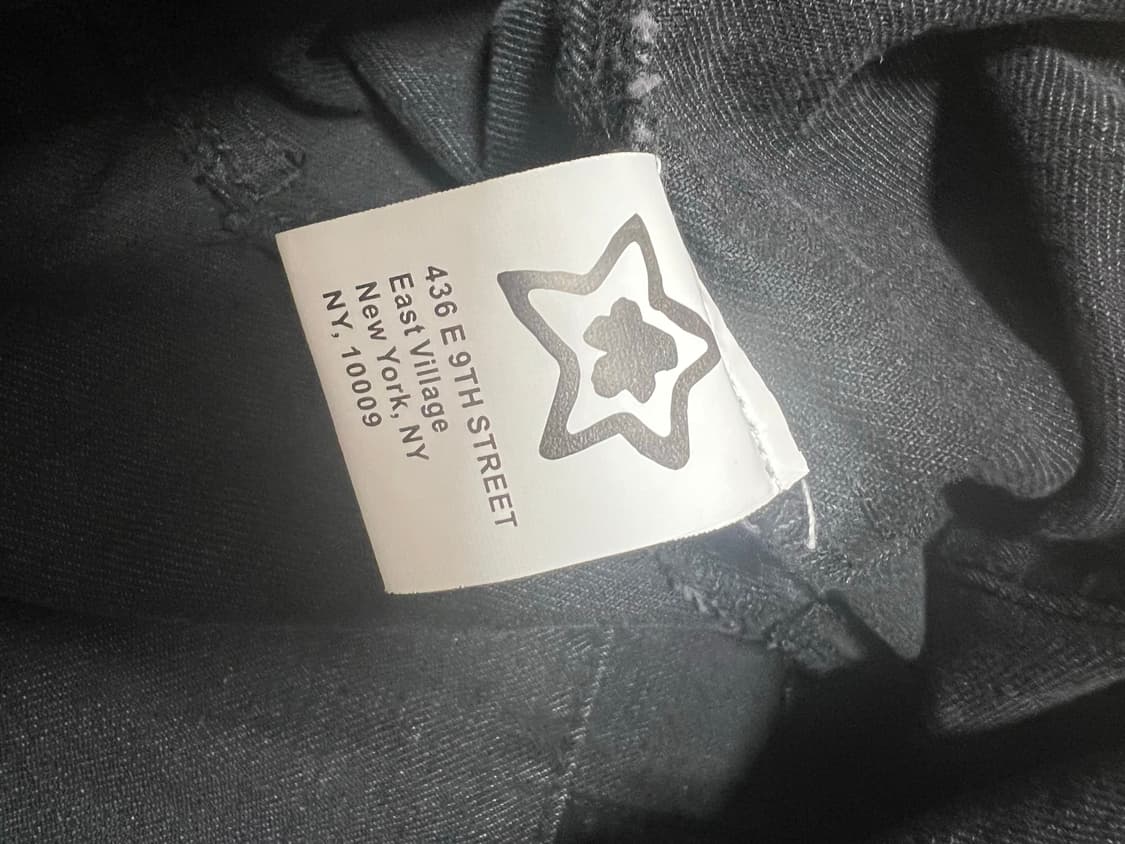 436 E 9TH STREET
East Village
New York, NY
NY, 10009